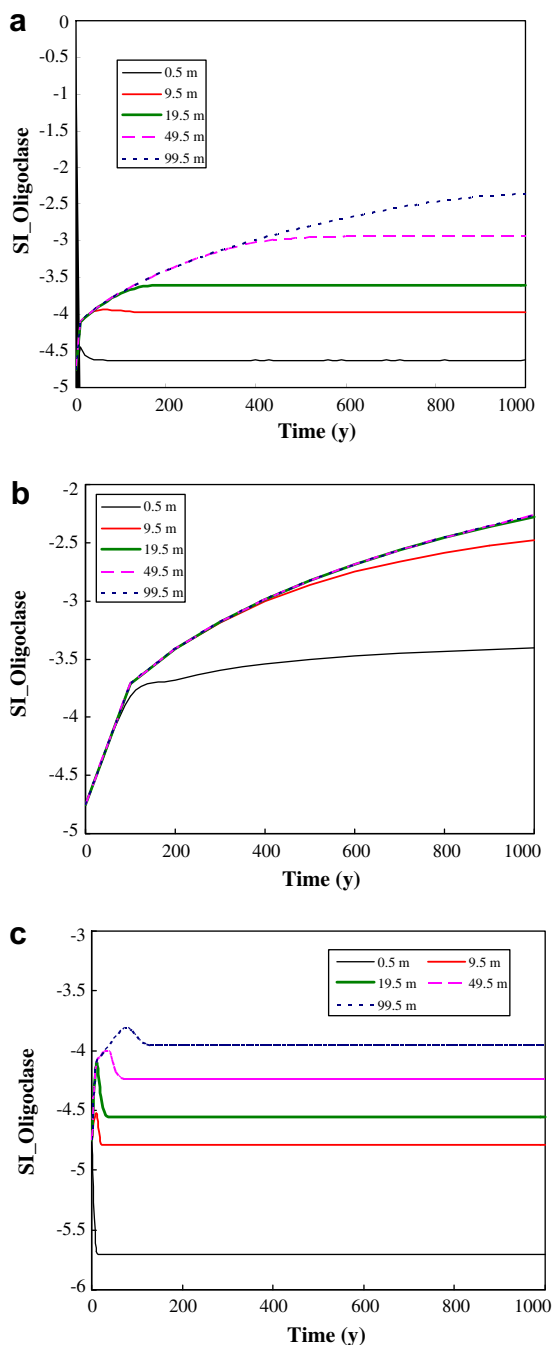 a
0
-0.5
-1
-1.5
-2
-2.5
-3
-3.5
-4
-4.5
-5
SI_Oligoclase
0.5 m
9.5 m
19.5 m
49.5 m
99.5 m
0 200 400 600 800 1000
Time (y)
b
-2
-2.5
-3
-3.5
-4
-4.5
-5
SI_Oligoclase
0.5 m
9.5 m
19.5 m
49.5 m
99.5 m
0 200 400 600 800 1000
Time (y)
c
-3
-3.5
-4
-4.5
-5
-5.5
-6
SI_Oligoclase
0.5 m 9.5 m
19.5 m 49.5 m
99.5 m
0 200 400 600 800 1000
Time (y)